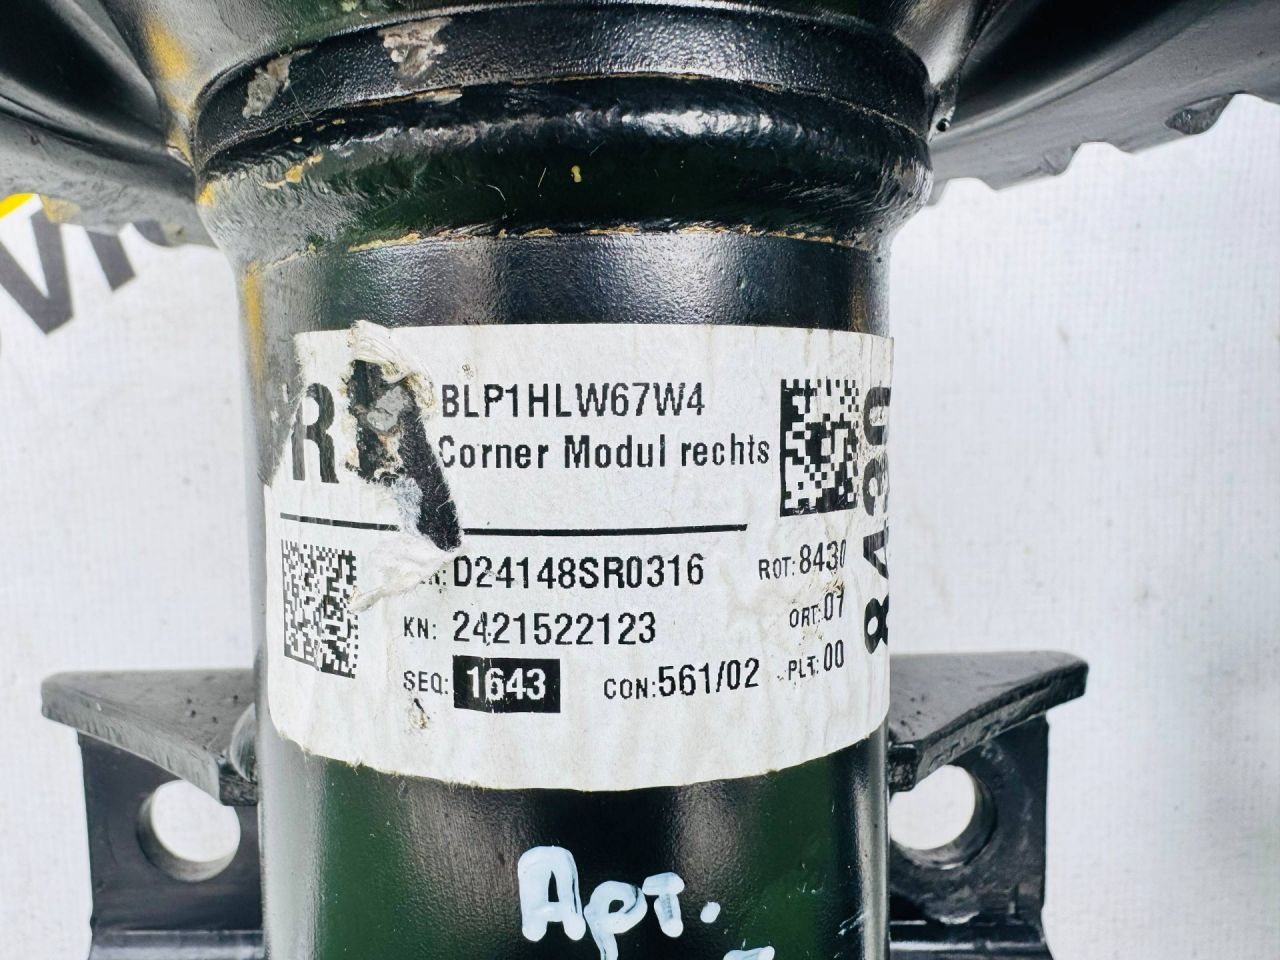 R
BLP1HLW67W4
Corner Modul rechts
8430
D24148SR0316
ROT:8430
KN: 2421522123
ORT:07
SEQ: 1643
CON:561/02
PLT:00
Арт.